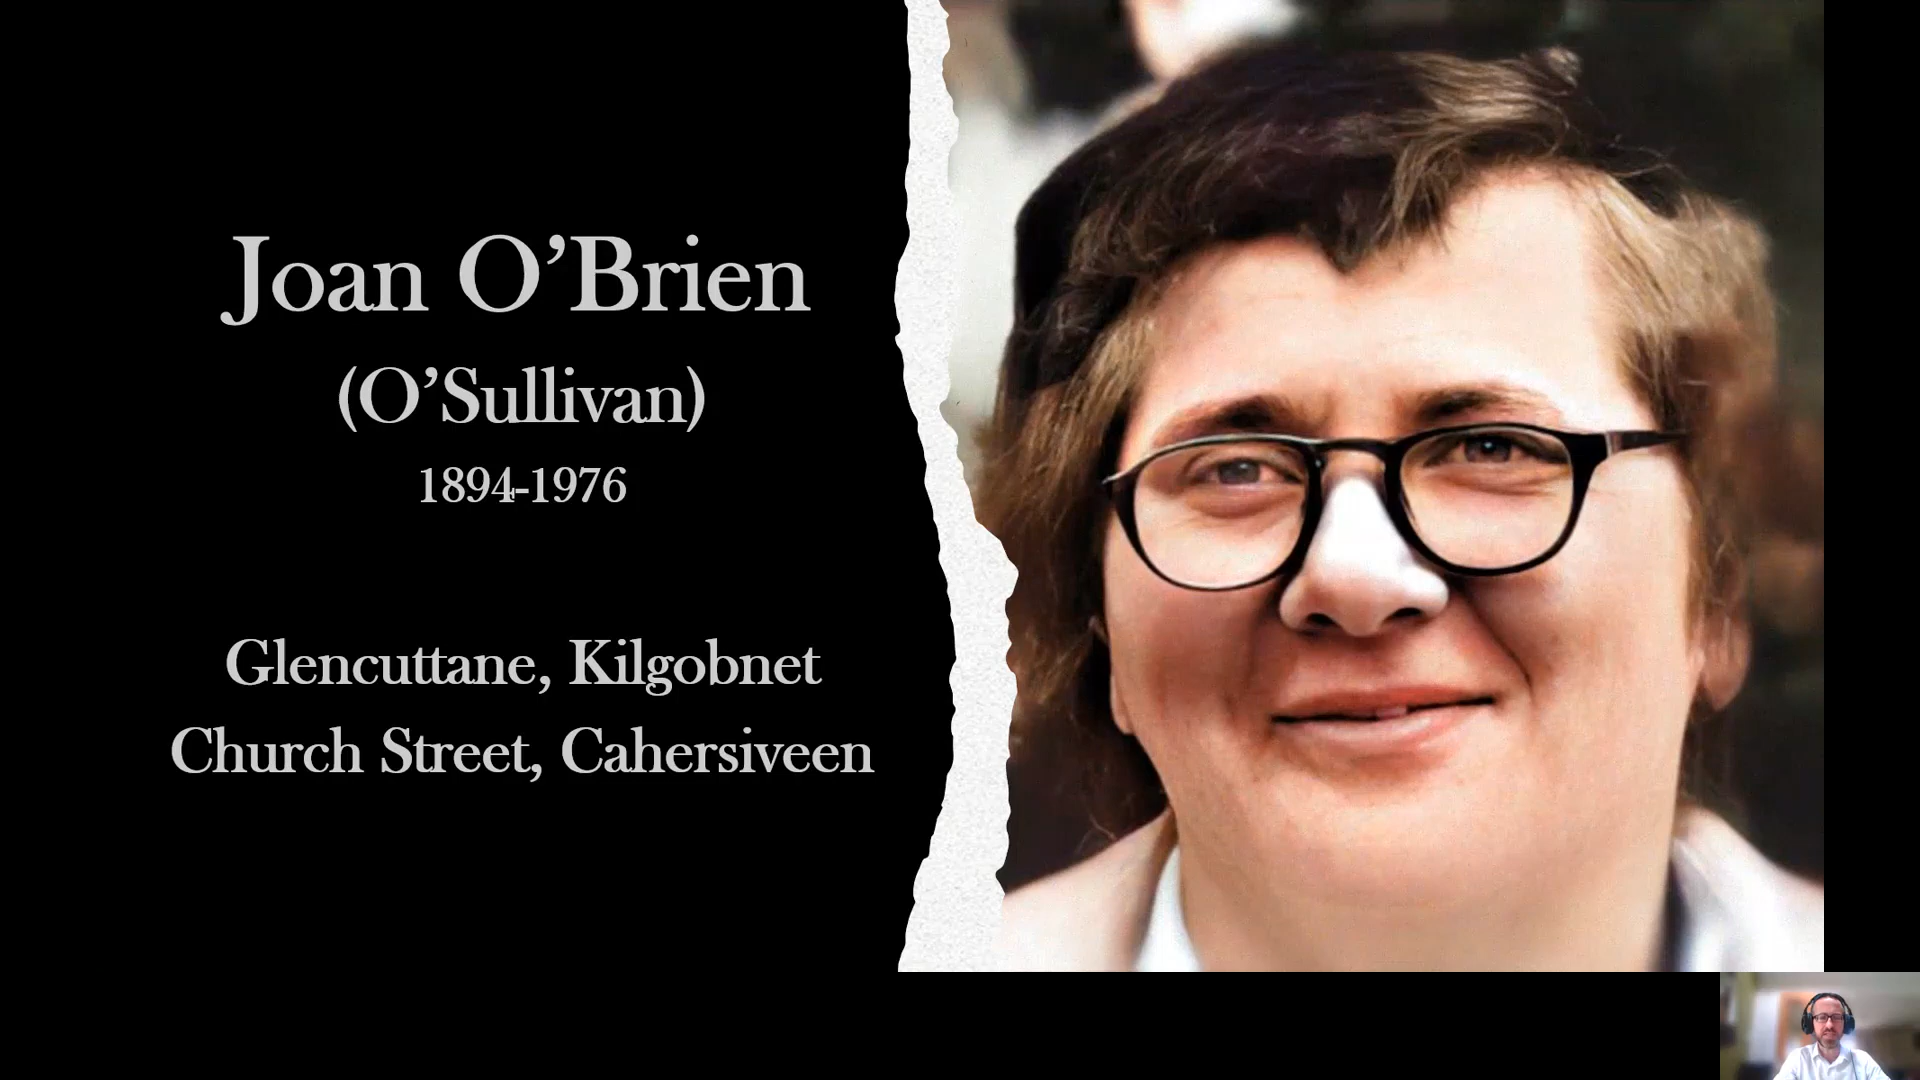 Joan O’Brien
(O’Sullivan)
1894-1976
Glencuttane, Kilgobnet
Church Street, Cahersiveen